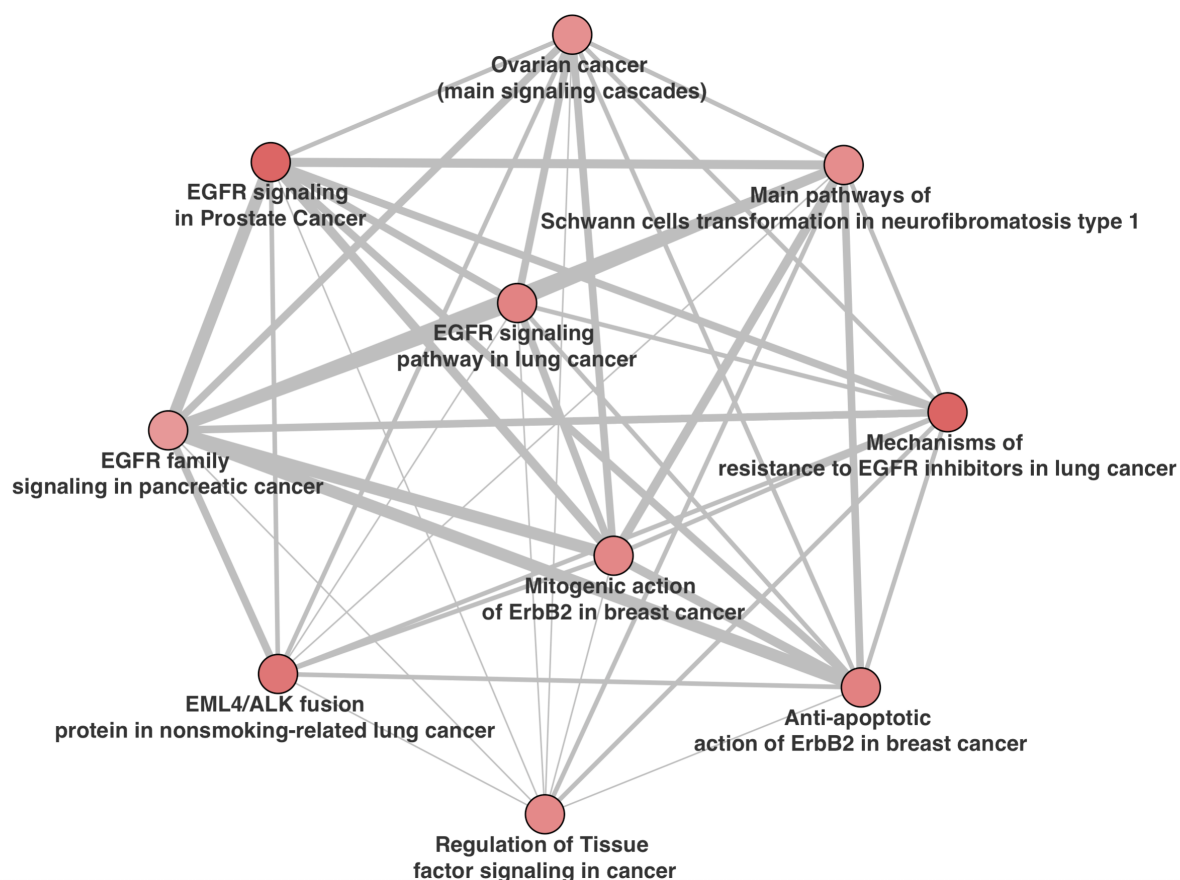 Ovarian cancer
(main signaling cascades)
EGFR signaling
in Prostate Cancer
Main pathways of
Schwann cells transformation in neurofibromatosis type 1
EGFR signaling
pathway in lung cancer
EGFR family
signaling in pancreatic cancer
Mechanisms of
resistance to EGFR inhibitors in lung cancer
Mitogenic action
of ErbB2 in breast cancer
EML4/ALK fusion
protein in nonsmoking-related lung cancer
Anti-apoptotic
action of ErbB2 in breast cancer
Regulation of Tissue
factor signaling in cancer